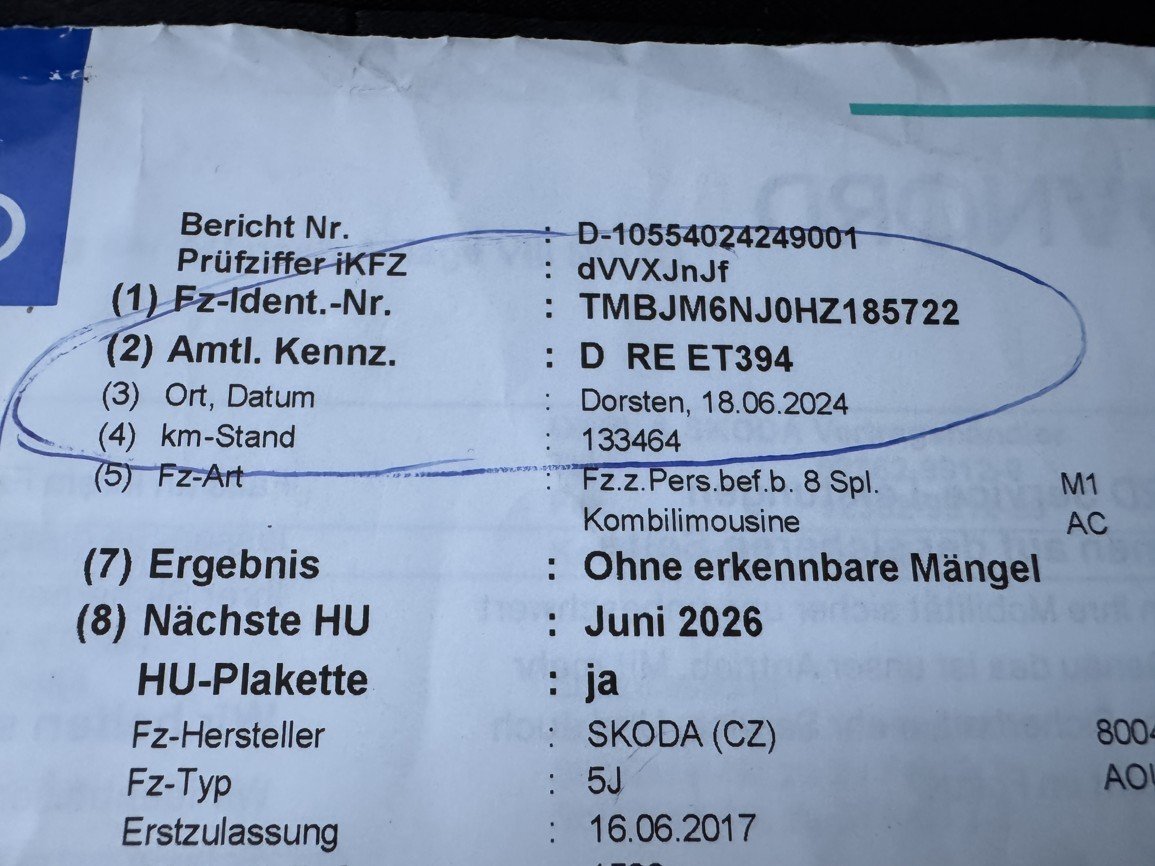 Bericht Nr. : D-10554024249001
Prüfziffer iKFZ : dVVXJnJf
(1) Fz-Ident.-Nr. : TMBJM6NJ0HZ185722
(2) Amtl. Kennz. : D RE ET394
(3) Ort, Datum : Dorsten, 18.06.2024
(4) km-Stand : 133464
(5) Fz-Art : Fz.z.Pers.bef.b. 8 Spl. M1
Kombilimousine AC
(7) Ergebnis : Ohne erkennbare Mängel
(8) Nächste HU : Juni 2026
HU-Plakette : ja
Fz-Hersteller : SKODA (CZ) 8004
Fz-Typ : 5J
Erstzulassung : 16.06.2017